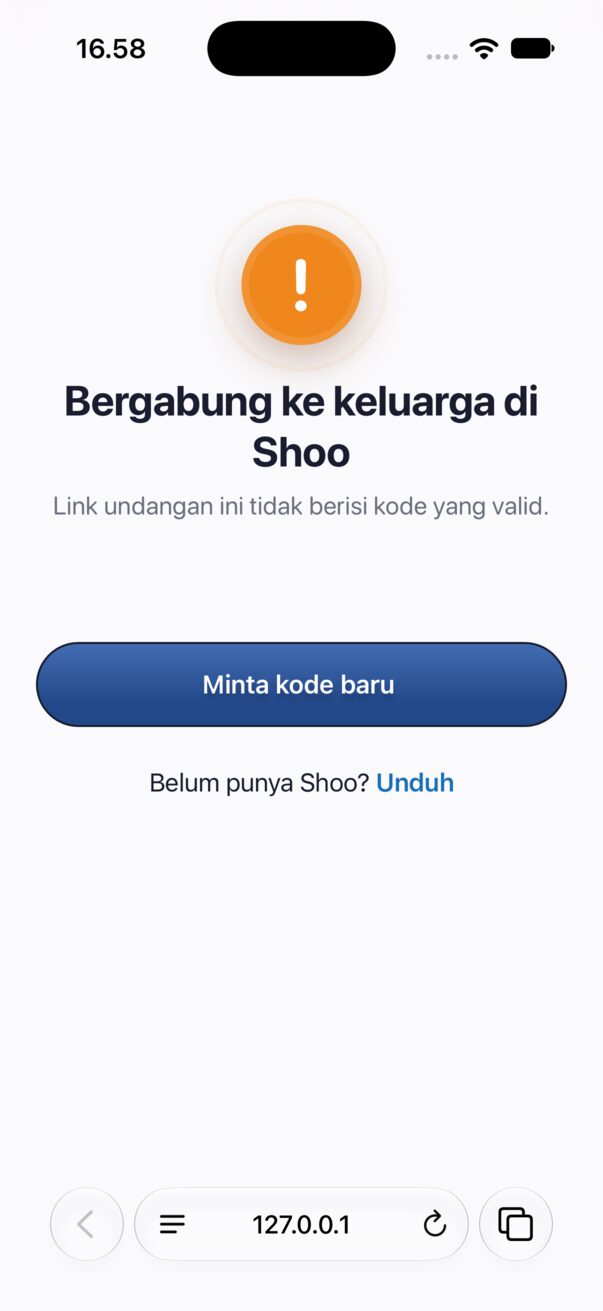 16.58
!
Bergabung ke keluarga di
Shoo
Link undangan ini tidak berisi kode yang valid.
Minta kode baru
Belum punya Shoo? Unduh
127.0.0.1